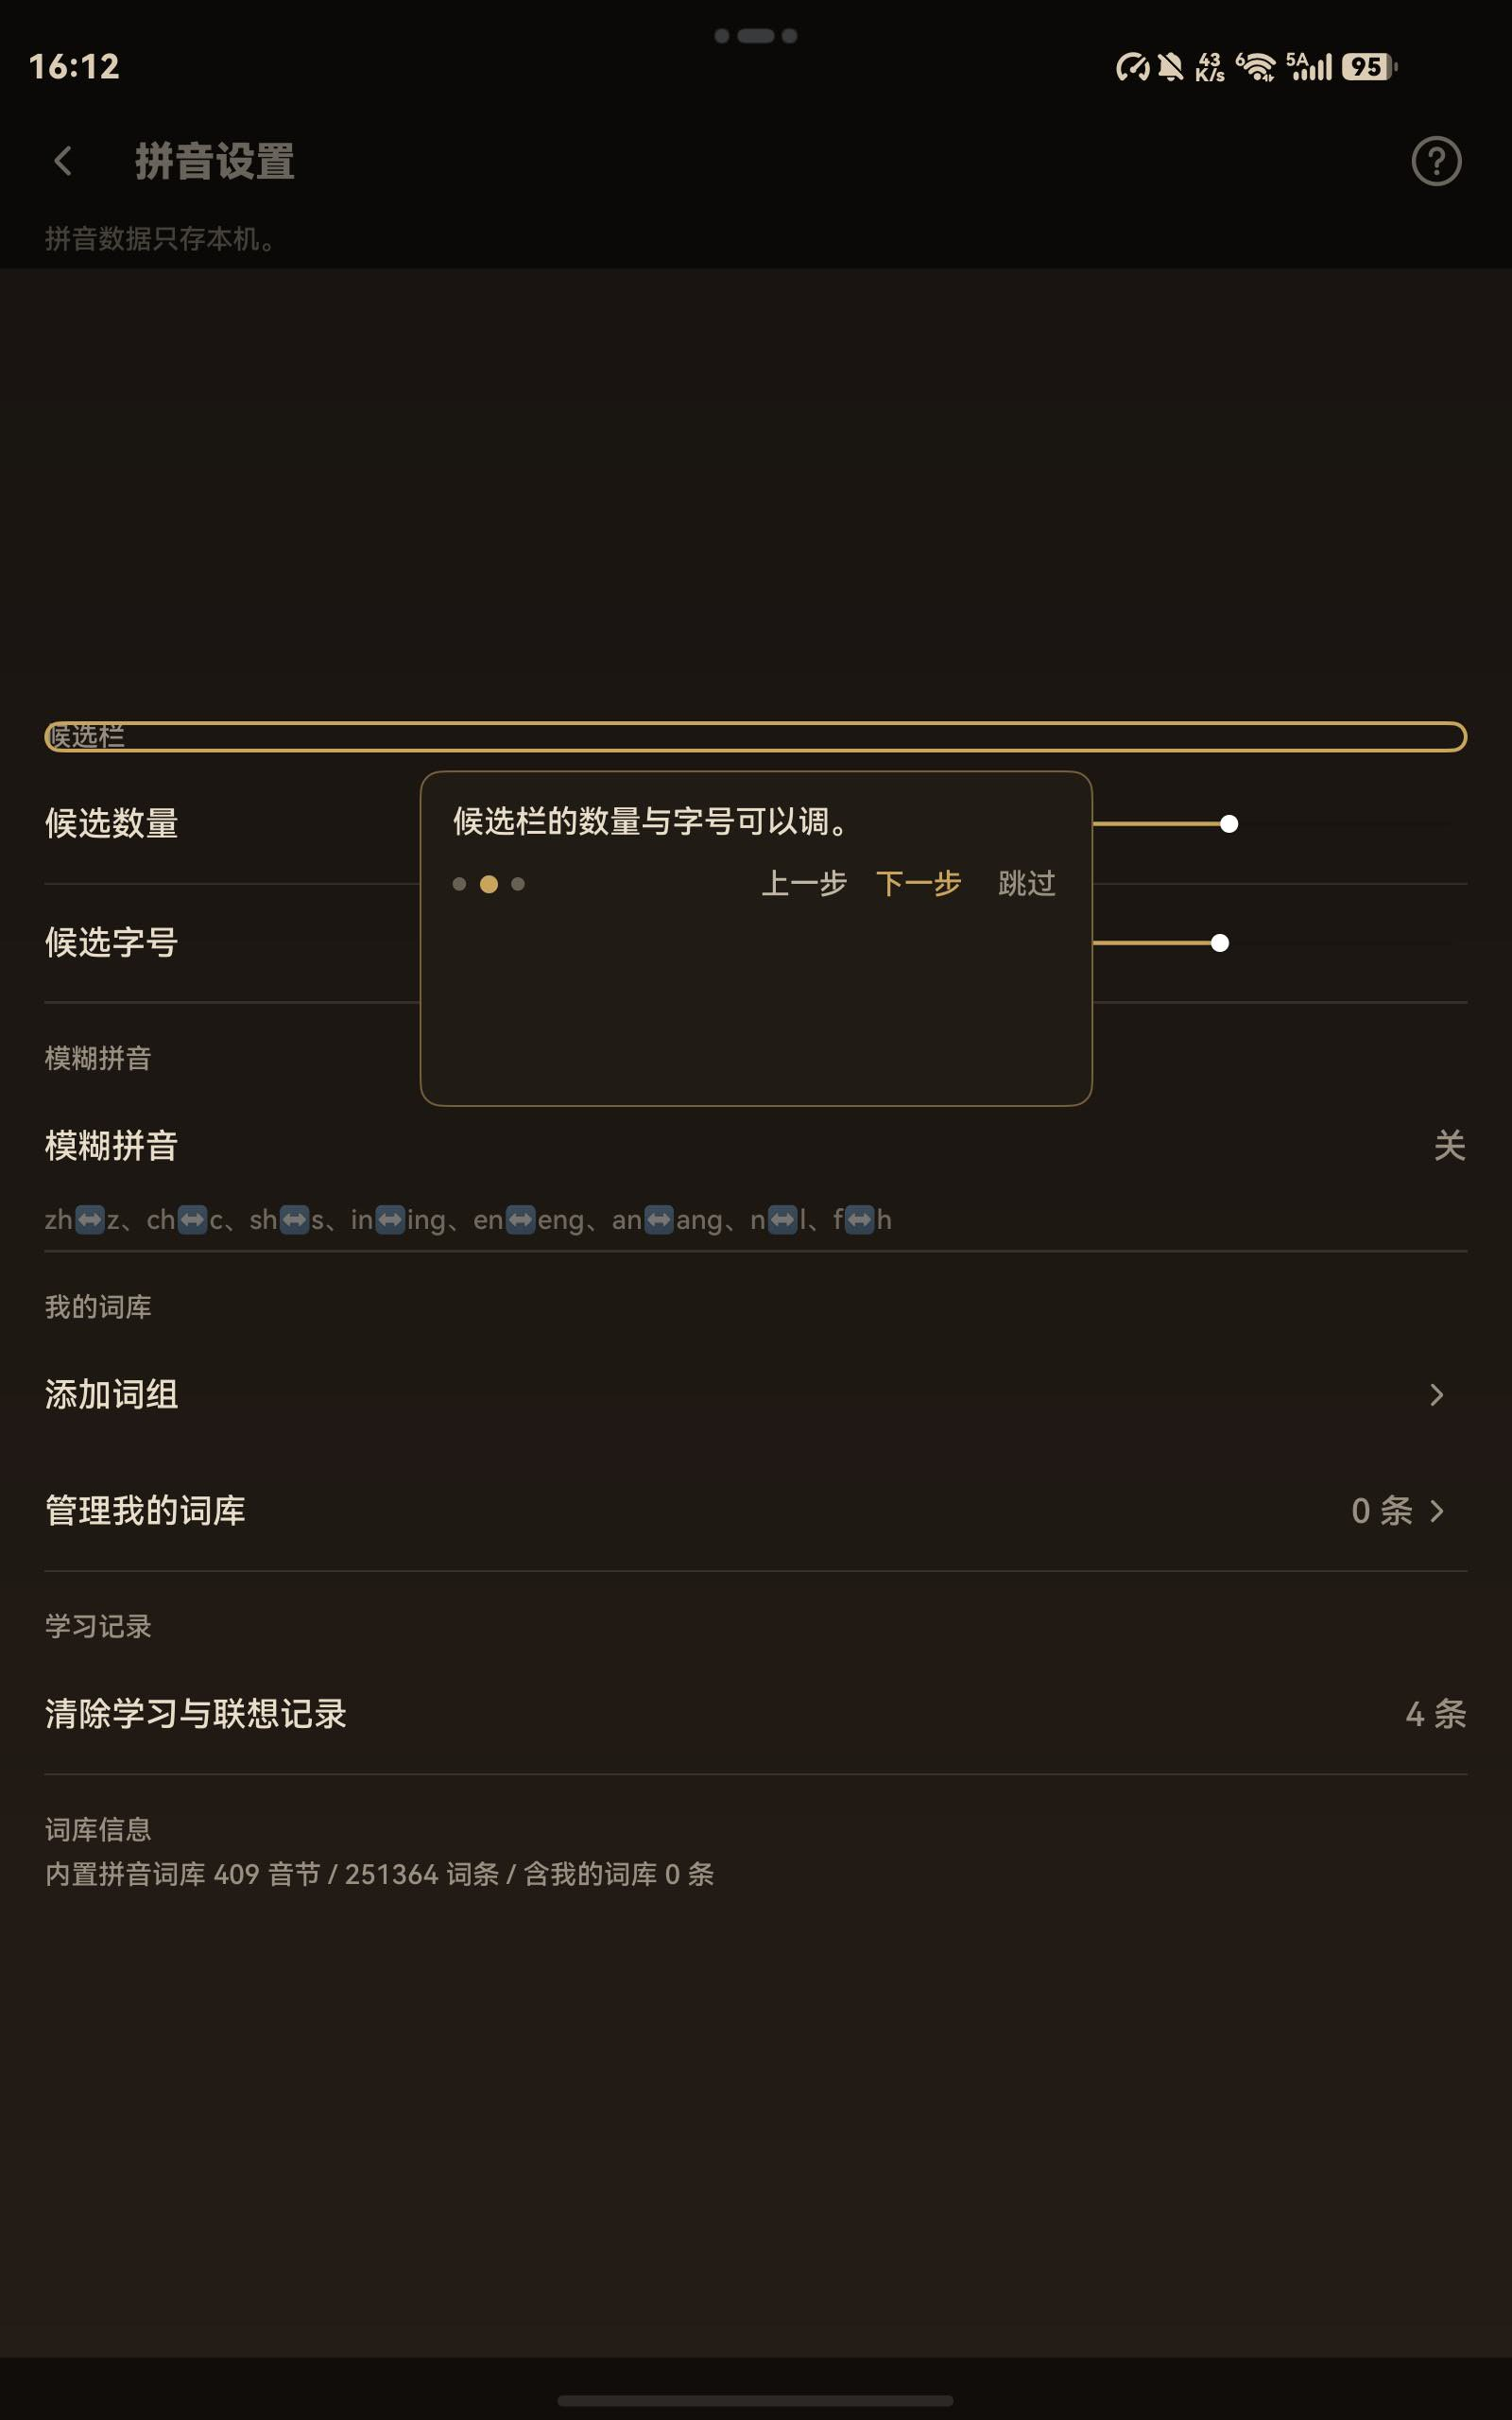 16:12 43 K/s 6 5A 95
拼音设置
拼音数据只存本机。
候选栏
候选数量
候选栏的数量与字号可以调。
上一步 下一步 跳过
候选字号
模糊拼音
模糊拼音 关
zh↔️z、ch↔️c、sh↔️s、in↔️ing、en↔️eng、an↔️ang、n↔️l、f↔️h
我的词库
添加词组
管理我的词库 0 条
学习记录
清除学习与联想记录 4 条
词库信息
内置拼音词库 409 音节 / 251364 词条 / 含我的词库 0 条